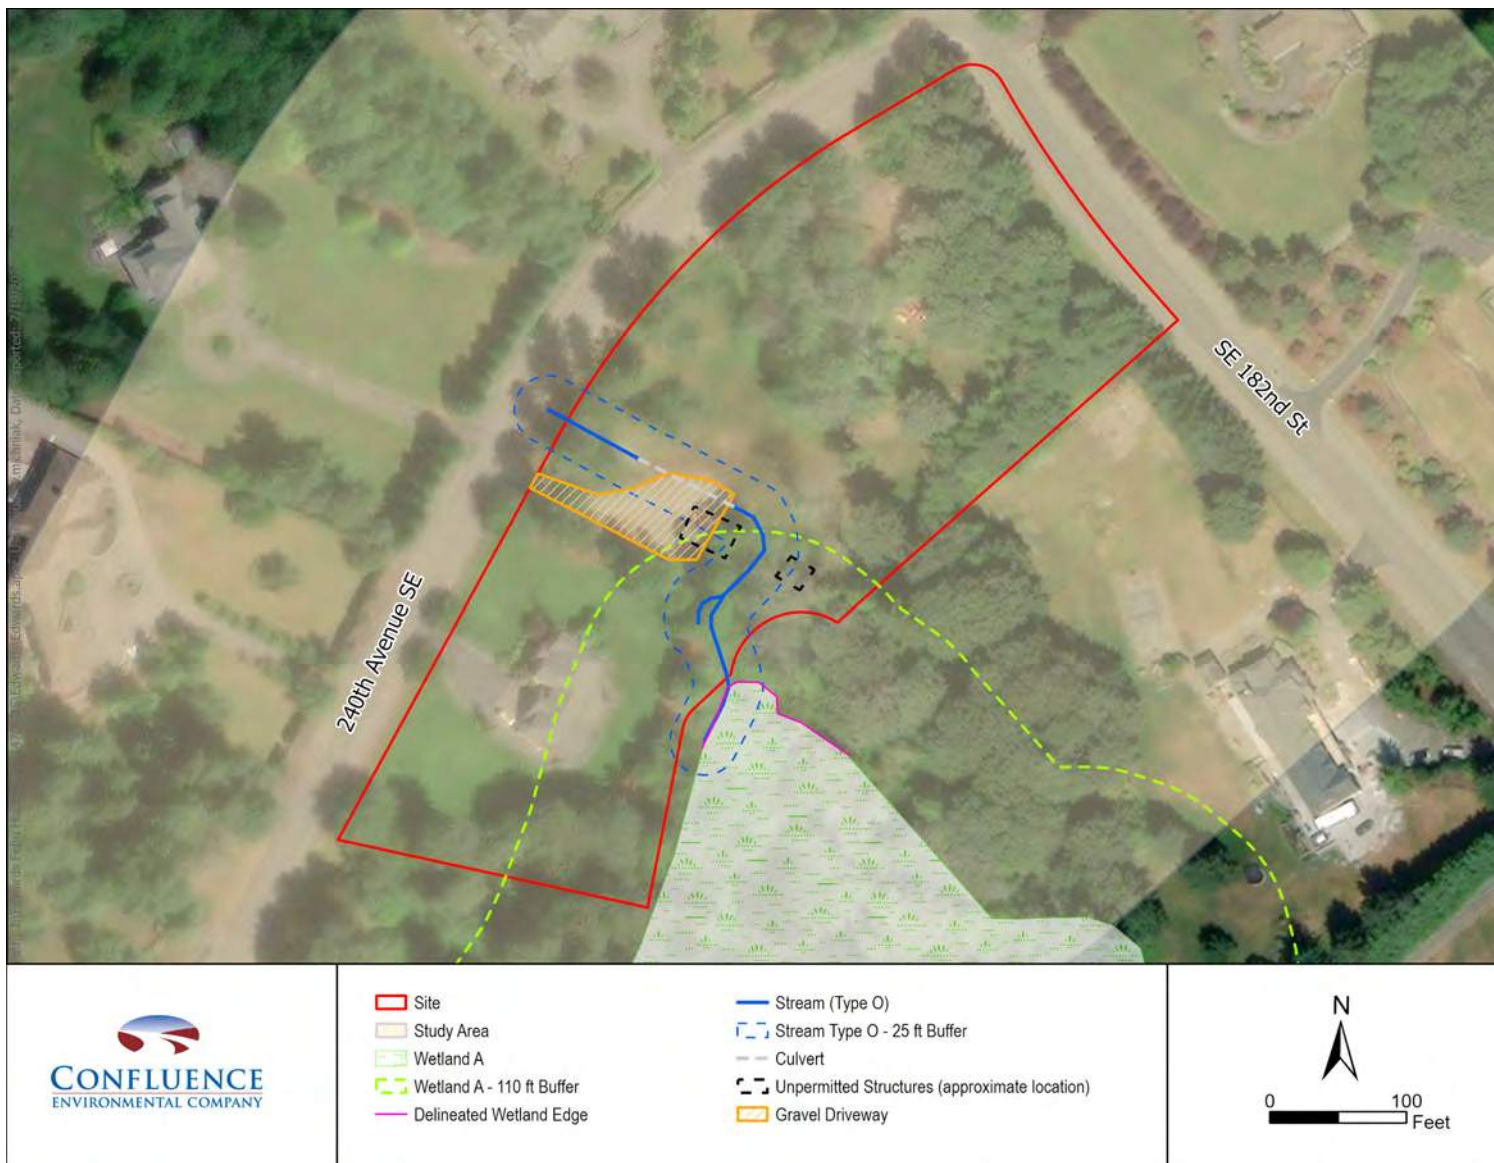 SE 182nd St
240th Avenue SE
CONFLUENCE
ENVIRONMENTAL COMPANY
Site
Study Area
Wetland A
Wetland A - 110 ft Buffer
Delineated Wetland Edge
Stream (Type O)
Stream Type O - 25 ft Buffer
Culvert
Unpermitted Structures (approximate location)
Gravel Driveway
N
0 100
Feet